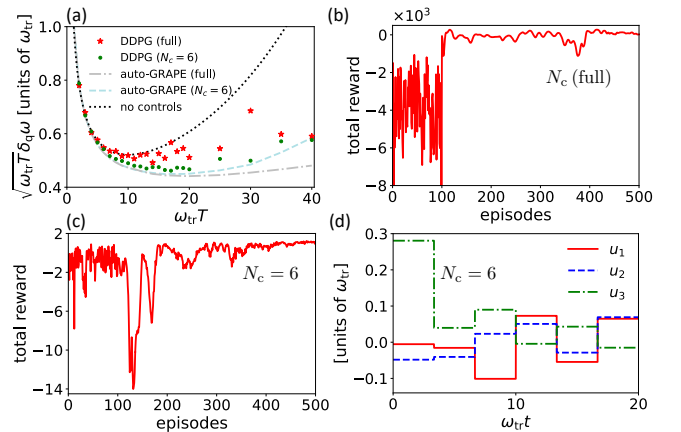 (a)
√ω_tr T δ_q ω [units of ω_tr]
1.0
0.8
0.6
0.4
DDPG (full)
DDPG (N_c = 6)
auto-GRAPE (full)
auto-GRAPE (N_c = 6)
no controls
0 10 20 30 40
ω_tr T
(b)
×10³
total reward
0
−2
−4
−6
−8
N_c (full)
0 100 200 300 400 500
episodes
(c)
total reward
2
−2
−6
−10
−14
N_c = 6
0 100 200 300 400 500
episodes
(d)
[units of ω_tr]
0.3
0.2
0.1
0.0
−0.1
N_c = 6
u_1
u_2
u_3
0 10 20
ω_tr t